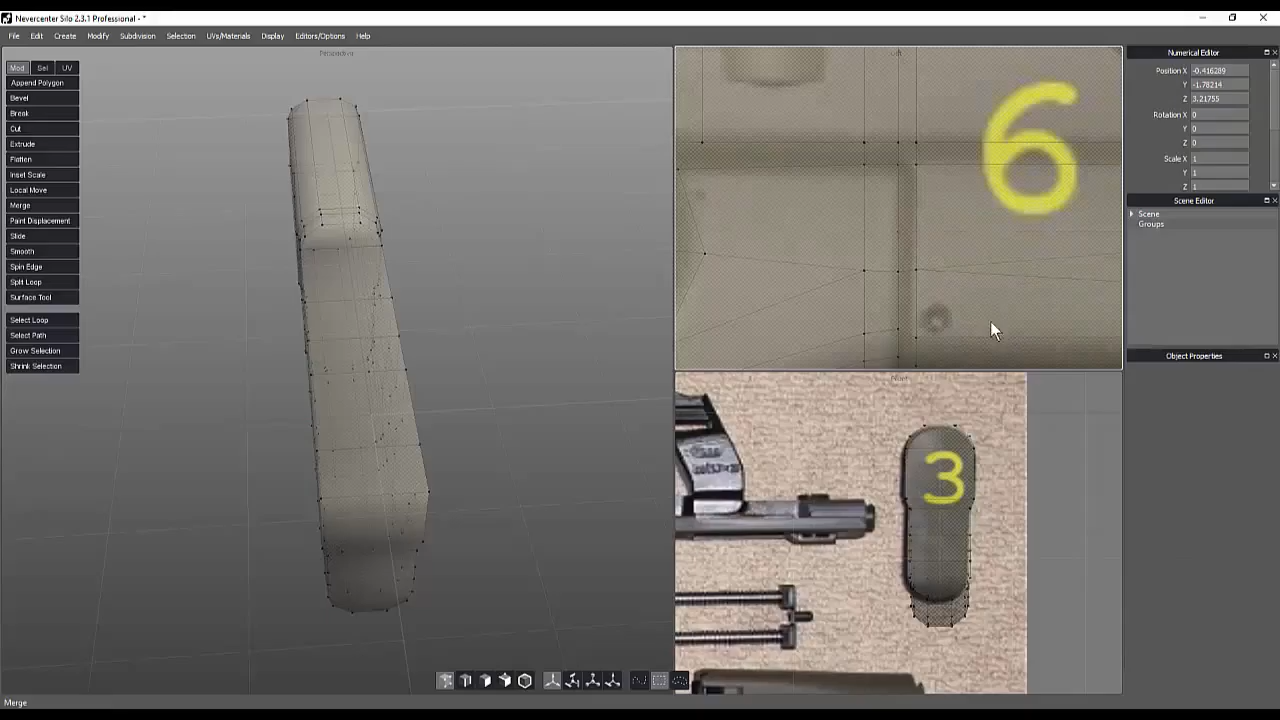 Nevercenter Silo 2.3.1 Professional - *
File Edit Create Modify Subdivision Selection UVs/Materials Display Editors/Options Help
Perspective
Mod Sel UV
Append Polygon
Bevel
Break
Cut
Extrude
Flatten
Inset Scale
Local Move
Merge
Paint Displacement
Slide
Smooth
Spin Edge
Split Loop
Surface Tool
Select Loop
Select Path
Grow Selection
Shrink Selection
6
3
Numerical Editor
Position X -0.416289
Y -1.78214
Z 3.21755
Rotation X 0
Y 0
Z 0
Scale X 1
Y 1
Z 1
Scene Editor
Scene
Groups
Object Properties
Merge